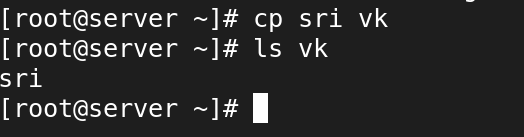 [root@server ~]# cp sri vk
[root@server ~]# ls vk
sri
[root@server ~]#